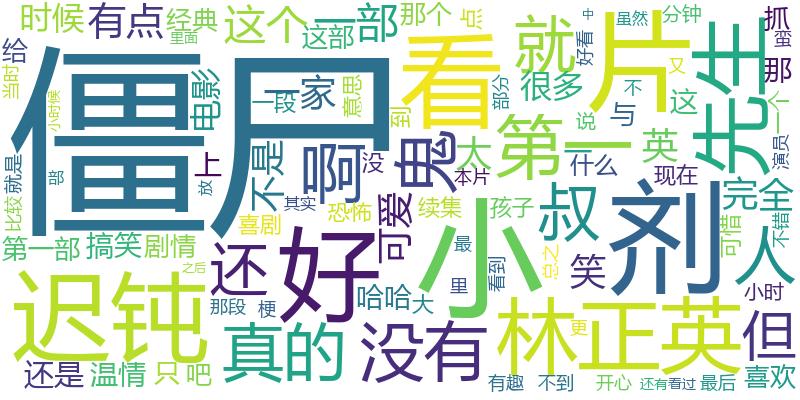 时候
有点
经典
里面
这个
这部
一部
那个
点
就
片
虽然
中
分钟
好看
抓
蛮
给
当时
小时候
僵尸
电影
一段
一家
意思
到
看
很多
部分
不
又
那
先生
一个
这
与
说
第一
英
啊
不是
没
鬼
太
本片
什么
现在
演员
比较
就是
部
上
放
其实
恐怖
喜剧
可爱
续集
孩子
叔
剂
完全
可惜
不错
人
第一部
搞笑
剧情
之后
还
好
小
最
里
看到
总之
笑
小时
迟钝
那段
梗
哈哈
大
林正英
更
但
真的
没有
还是
温情
只
吧
有趣
不到
开心
还有
看过
最后
喜欢